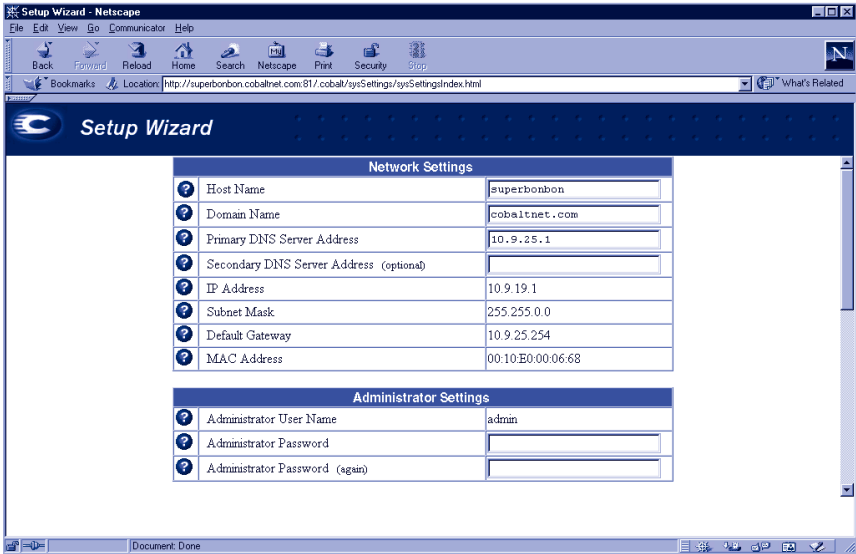 Setup Wizard - Netscape
File Edit View Go Communicator Help
Back Forward Reload Home Search Netscape Print Security Stop
Bookmarks Location: http://superbonbon.cobaltnet.com:81/.cobalt/sysSettings/sysSettingsIndex.html What's Related
Setup Wizard
Network Settings
Host Name superbonbon
Domain Name cobaltnet.com
Primary DNS Server Address 10.9.25.1
Secondary DNS Server Address (optional)
IP Address 10.9.19.1
Subnet Mask 255.255.0.0
Default Gateway 10.9.25.254
MAC Address 00:10:E0:00:06:68
Administrator Settings
Administrator User Name admin
Administrator Password
Administrator Password (again)
Document: Done